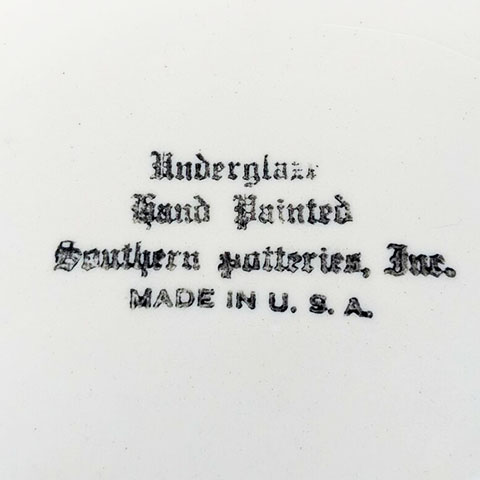 Underglaze
Hand Painted
Southern potteries, Inc.
MADE IN U. S. A.